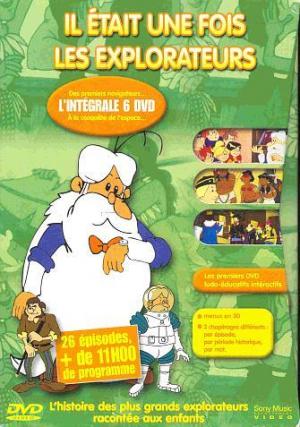 IL ÉTAIT UNE FOIS
LES EXPLORATEURS
Des premiers navigateurs...
L'INTÉGRALE 6 DVD
À la conquête de l'espace...
Les premiers DVD
ludo-éducatifs intéractifs
menus en 3D
3 chapitrages différents :
par épisode,
par période historique,
par mot.
26 épisodes,
+ de 11H00
de programme
DVD
VIDEO
L'histoire des plus grands explorateurs
racontée aux enfants
Sony Music
VIDEO